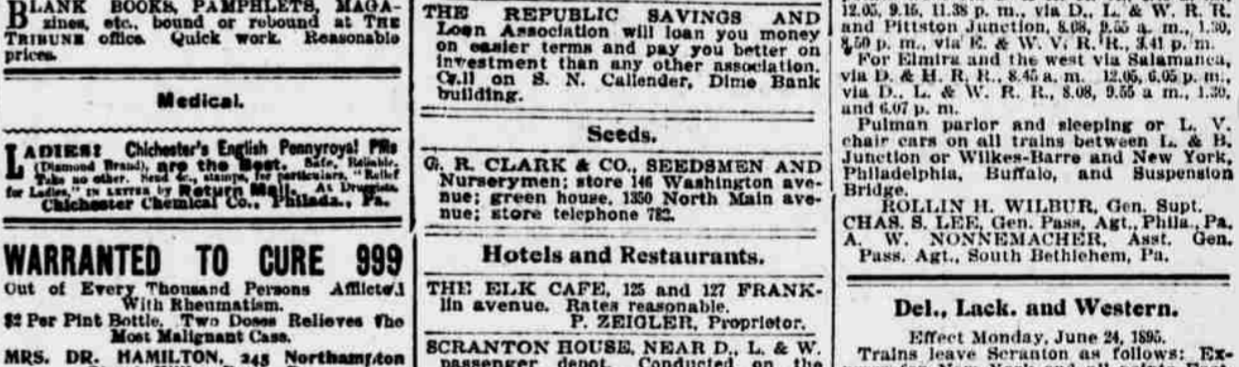 BLANK BOOKS, PAMPHLETS, MAGA-
zines, etc., bound or rebound at THE
TRIBUNE office. Quick work. Reasonable
prices.
Medical.
LADIES! Chichester's English Pennyroyal Pills
(Diamond Brand), are the Best. Safe, Reliable.
Take no other. Send 4c., stamps, for particulars. "Relief
for Ladies," IN LETTER by Return Mail. At Druggists.
Chichester Chemical Co., Philada., Pa.
WARRANTED TO CURE 999
Out of Every Thousand Persons Afflicted
With Rheumatism.
$2 Per Pint Bottle. Two Doses Relieves the
Most Malignant Case.
MRS. DR. HAMILTON, 245 Northampton
THE REPUBLIC SAVINGS AND
Loan Association will loan you money
on easier terms and pay you better on
investment than any other association.
Call on S. N. Callender, Dime Bank
building.
Seeds.
G. R. CLARK & CO., SEEDSMEN AND
Nurserymen; store 146 Washington ave-
nue; green house, 1350 North Main ave-
nue; store telephone 782.
Hotels and Restaurants.
THE ELK CAFE, 125 and 127 FRANK-
lin avenue. Rates reasonable.
P. ZEIGLER, Proprietor.
SCRANTON HOUSE, NEAR D., L. & W.
passenger depot. Conducted on the
12.05, 9.15, 11.38 p. m., via D., L. & W. R. R.
and Pittston Junction, 8.08, 9.55 a. m., 1.30,
8.50 p. m., via E. & W. V. R. R., 3.41 p. m.
For Elmira and the west via Salamanca,
via D. & H. R. R., 8.45 a. m. 12.05, 6.05 p. m.,
via D., L. & W. R. R., 8.08, 9.55 a m., 1.30,
and 6.07 p. m.
Pulman parlor and sleeping or L. V.
chair cars on all trains between L. & B.
Junction or Wilkes-Barre and New York,
Philadelphia, Buffalo, and Suspension
Bridge.
ROLLIN H. WILBUR, Gen. Supt.
CHAS. S. LEE, Gen. Pass, Agt., Phila., Pa.
A. W. NONNEMACHER, Asst. Gen.
Pass. Agt., South Bethlehem, Pa.
Del., Lack. and Western.
Effect Monday, June 24, 1895.
Trains leave Scranton as follows: Ex-